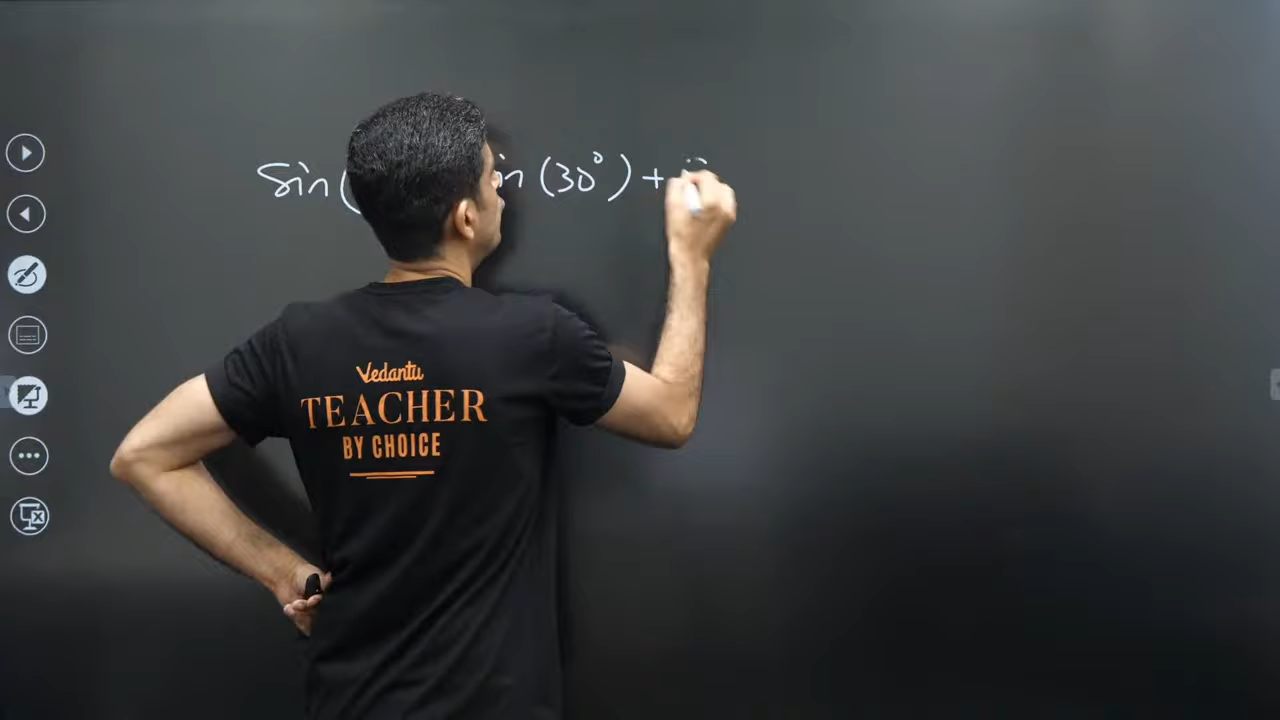 Sin( in (30°) +
Vedantu
TEACHER
BY CHOICE